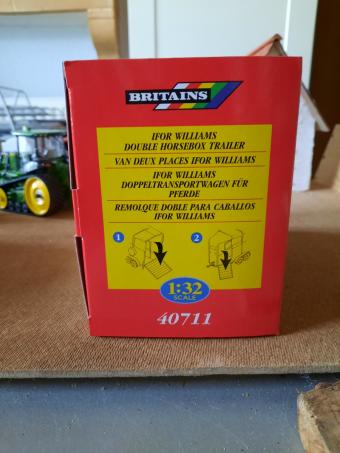 BRITAINS
IFOR WILLIAMS
DOUBLE HORSEBOX TRAILER
VAN DEUX PLACES IFOR WILLIAMS
IFOR WILLIAMS
DOPPELTRANSPORTWAGEN FÜR
PFERDE
REMOLQUE DOBLE PARA CABALLOS
IFOR WILLIAMS
1 2
1:32
SCALE
40711